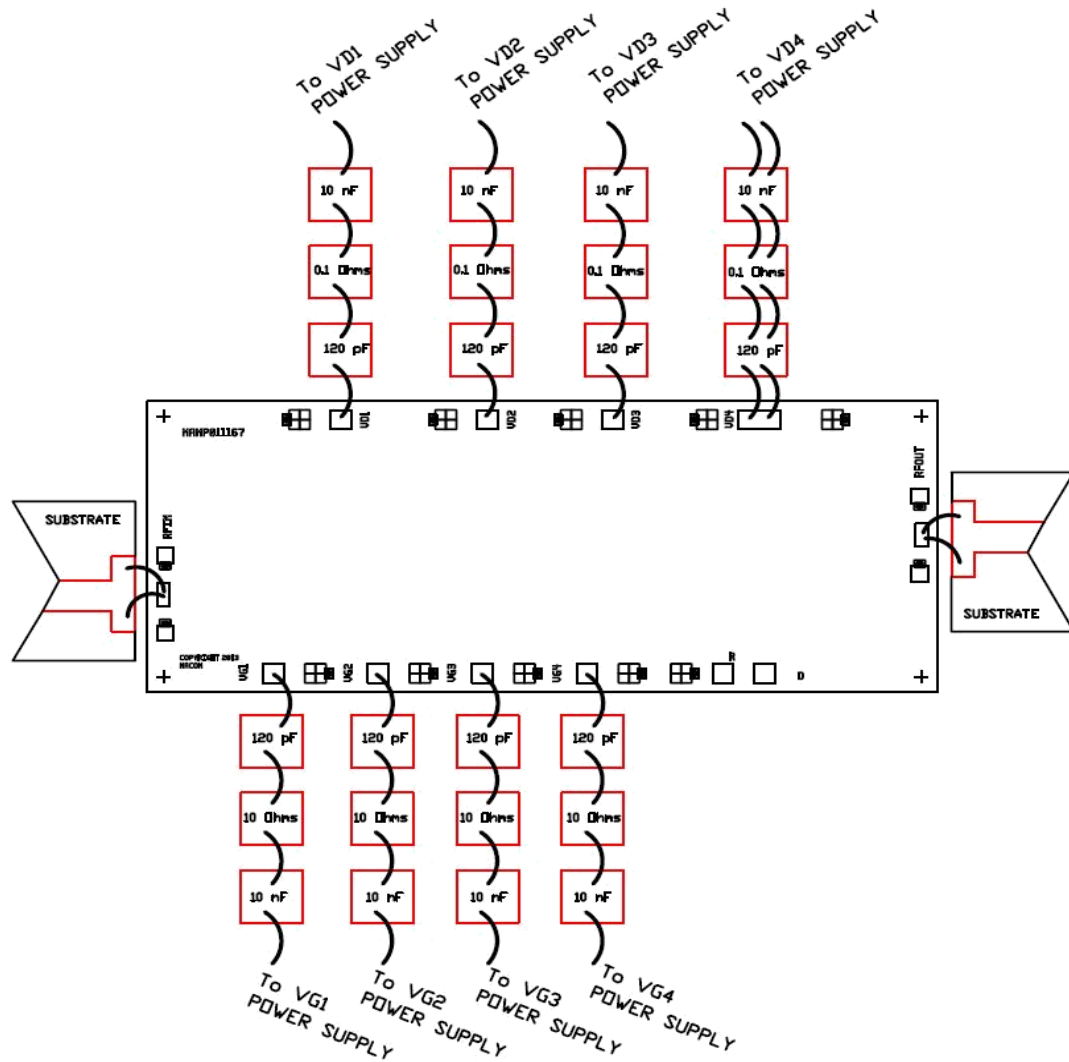 To VD1
POWER SUPPLY
To VD2
POWER SUPPLY
To VD3
POWER SUPPLY
To VD4
POWER SUPPLY
10 nF
10 nF
10 nF
10 nF
0.1 Ohms
0.1 Ohms
0.1 Ohms
0.1 Ohms
120 pF
120 pF
120 pF
120 pF
VD1
VD2
VD3
VD4
MAMP011167
RFOUT
SUBSTRATE
RFIN
SUBSTRATE
COPYRIGHT 2013
MACOM
VG1
VG2
VG3
VG4
R
D
120 pF
120 pF
120 pF
120 pF
10 Ohms
10 Ohms
10 Ohms
10 Ohms
10 nF
10 nF
10 nF
10 nF
To VG1
POWER SUPPLY
To VG2
POWER SUPPLY
To VG3
POWER SUPPLY
To VG4
POWER SUPPLY